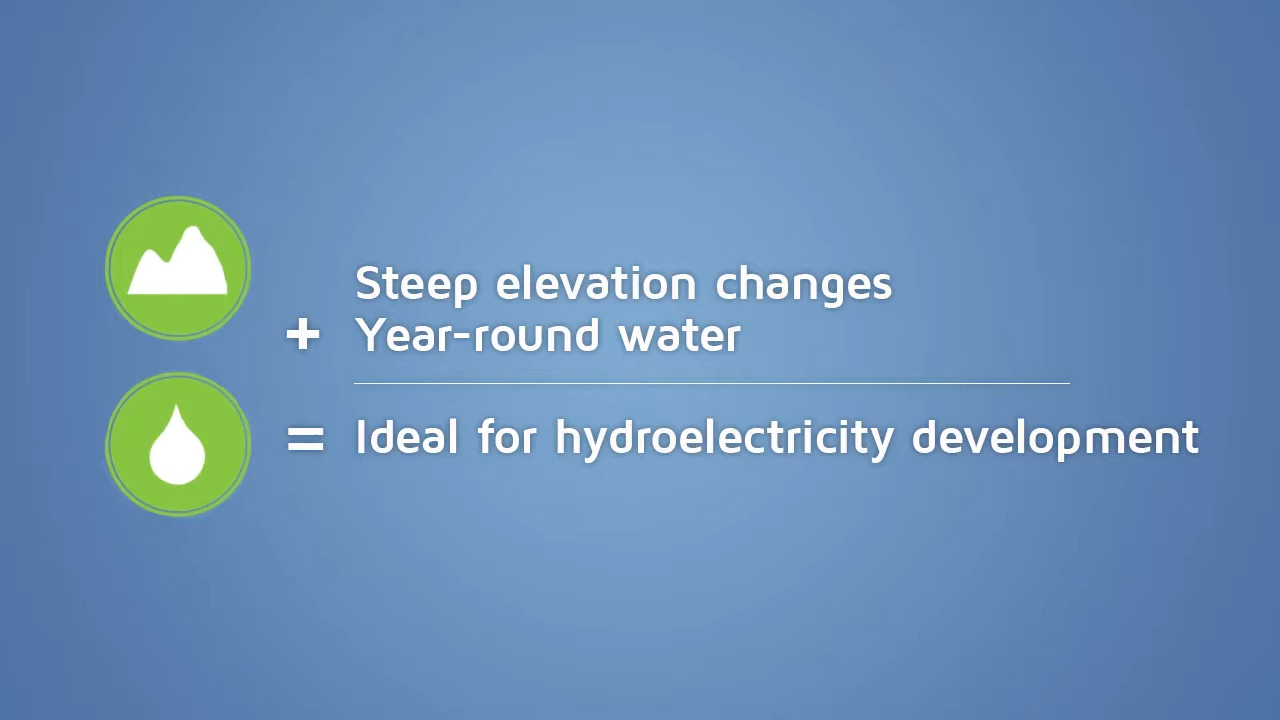 Steep elevation changes
+ Year-round water
= Ideal for hydroelectricity development